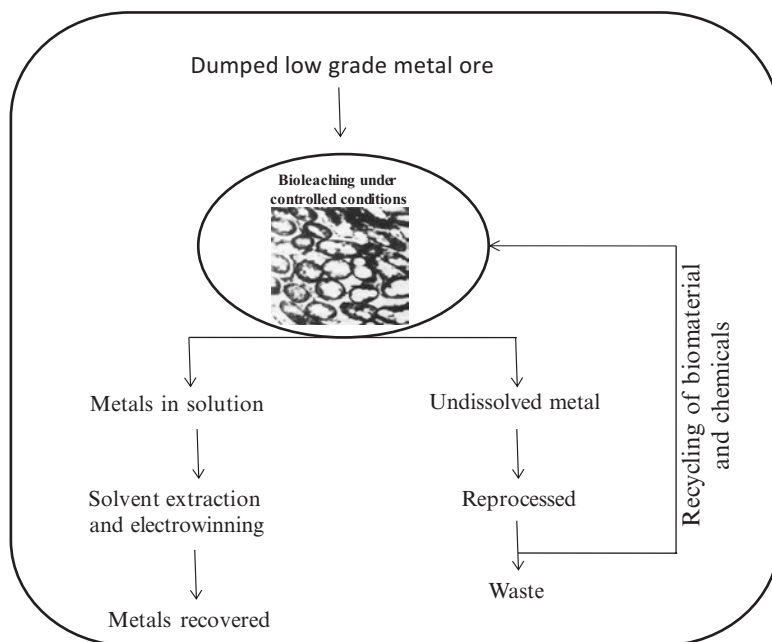 Dumped low grade metal ore
Bioleaching under
controlled conditions
Metals in solution
Undissolved metal
Solvent extraction
and electrowinning
Reprocessed
Metals recovered
Waste
Recycling of biomaterial
and chemicals